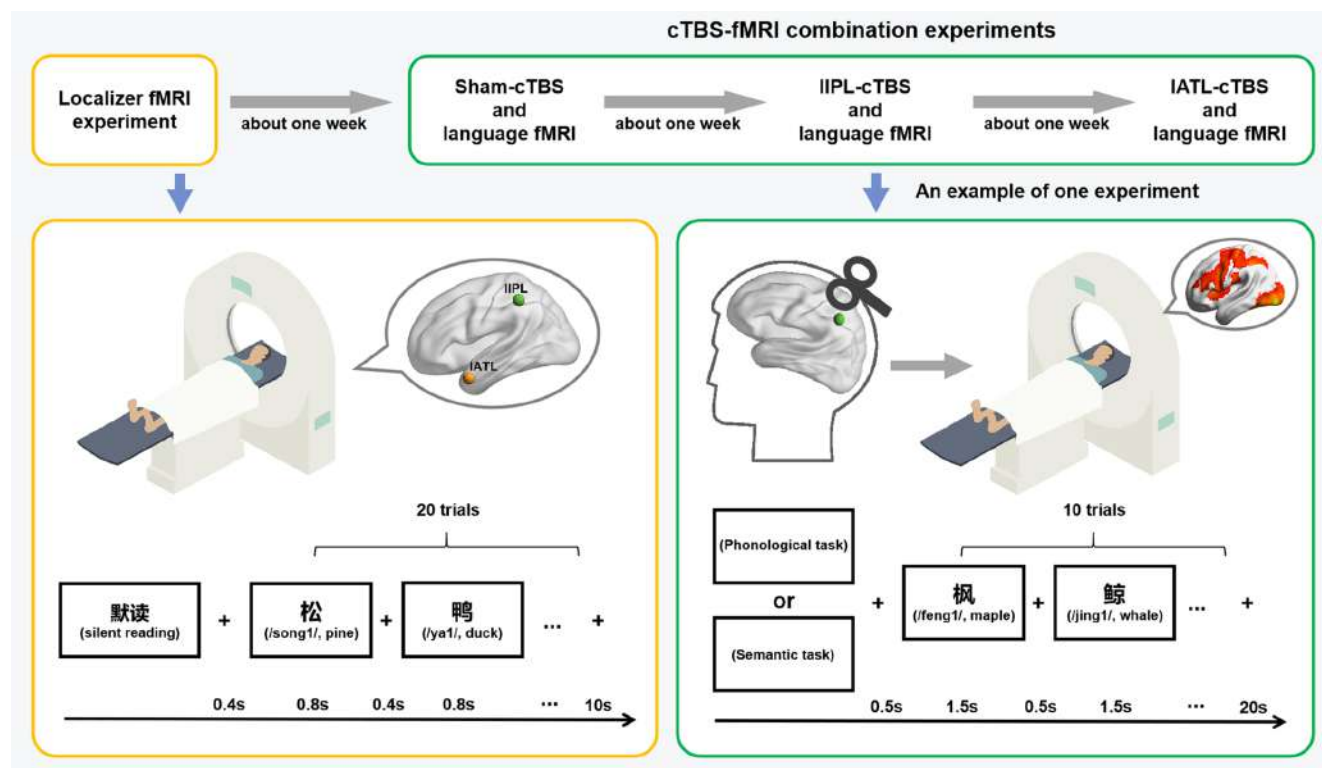 cTBS-fMRI combination experiments
Localizer fMRI
experiment
about one week
Sham-cTBS
and
language fMRI
about one week
lIPL-cTBS
and
language fMRI
about one week
lATL-cTBS
and
language fMRI
An example of one experiment
lIPL
lATL
20 trials
默读
(silent reading)
+
松
(/song1/, pine)
+
鸭
(/ya1/, duck)
...
+
0.4s
0.8s
0.4s
0.8s
...
10s
10 trials
(Phonological task)
or
(Semantic task)
+
枫
(/feng1/, maple)
+
鲸
(/jing1/, whale)
...
+
0.5s
1.5s
0.5s
1.5s
...
20s